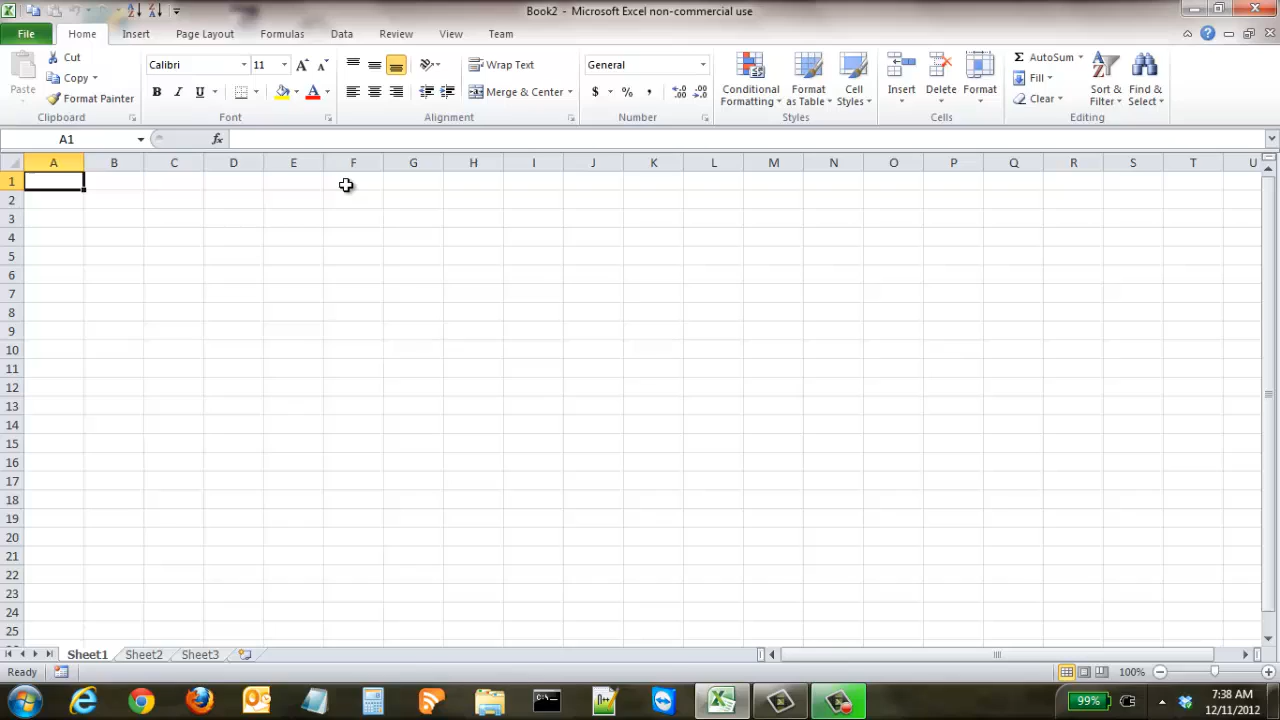 Book2 - Microsoft Excel non-commercial use
File Home Insert Page Layout Formulas Data Review View Team
Paste
Cut
Copy
Format Painter
Clipboard
Calibri 11
B I U
Font
Wrap Text
Merge & Center
Alignment
General
$ % ,
Number
Conditional Formatting
Format as Table
Cell Styles
Styles
Insert
Delete
Format
Cells
Σ AutoSum
Fill
Clear
Sort & Filter
Find & Select
Editing
A1 fx
A B C D E F G H I J K L M N O P Q R S T U
1
2
3
4
5
6
7
8
9
10
11
12
13
14
15
16
17
18
19
20
21
22
23
24
25
Sheet1 Sheet2 Sheet3
Ready 100%
99%
7:38 AM
12/11/2012